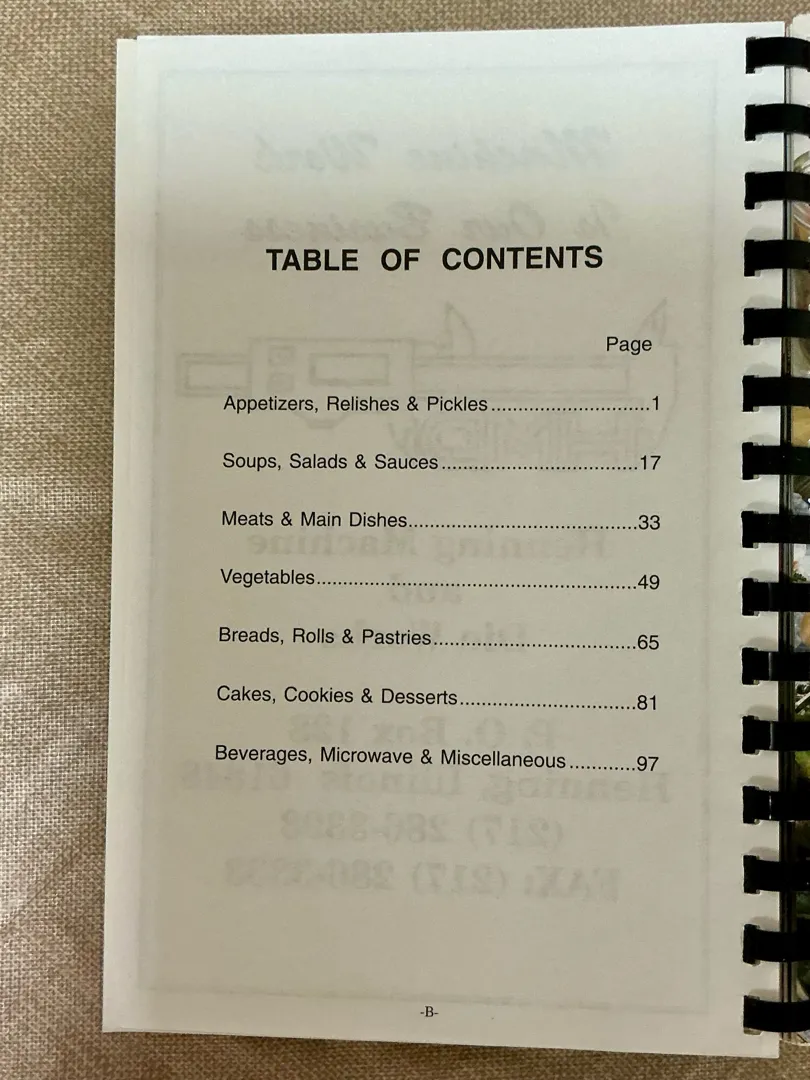 TABLE OF CONTENTS
Page
Appetizers, Relishes & Pickles.............................1
Soups, Salads & Sauces....................................17
Meats & Main Dishes..........................................33
Vegetables...........................................................49
Breads, Rolls & Pastries.....................................65
Cakes, Cookies & Desserts................................81
Beverages, Microwave & Miscellaneous............97
-B-